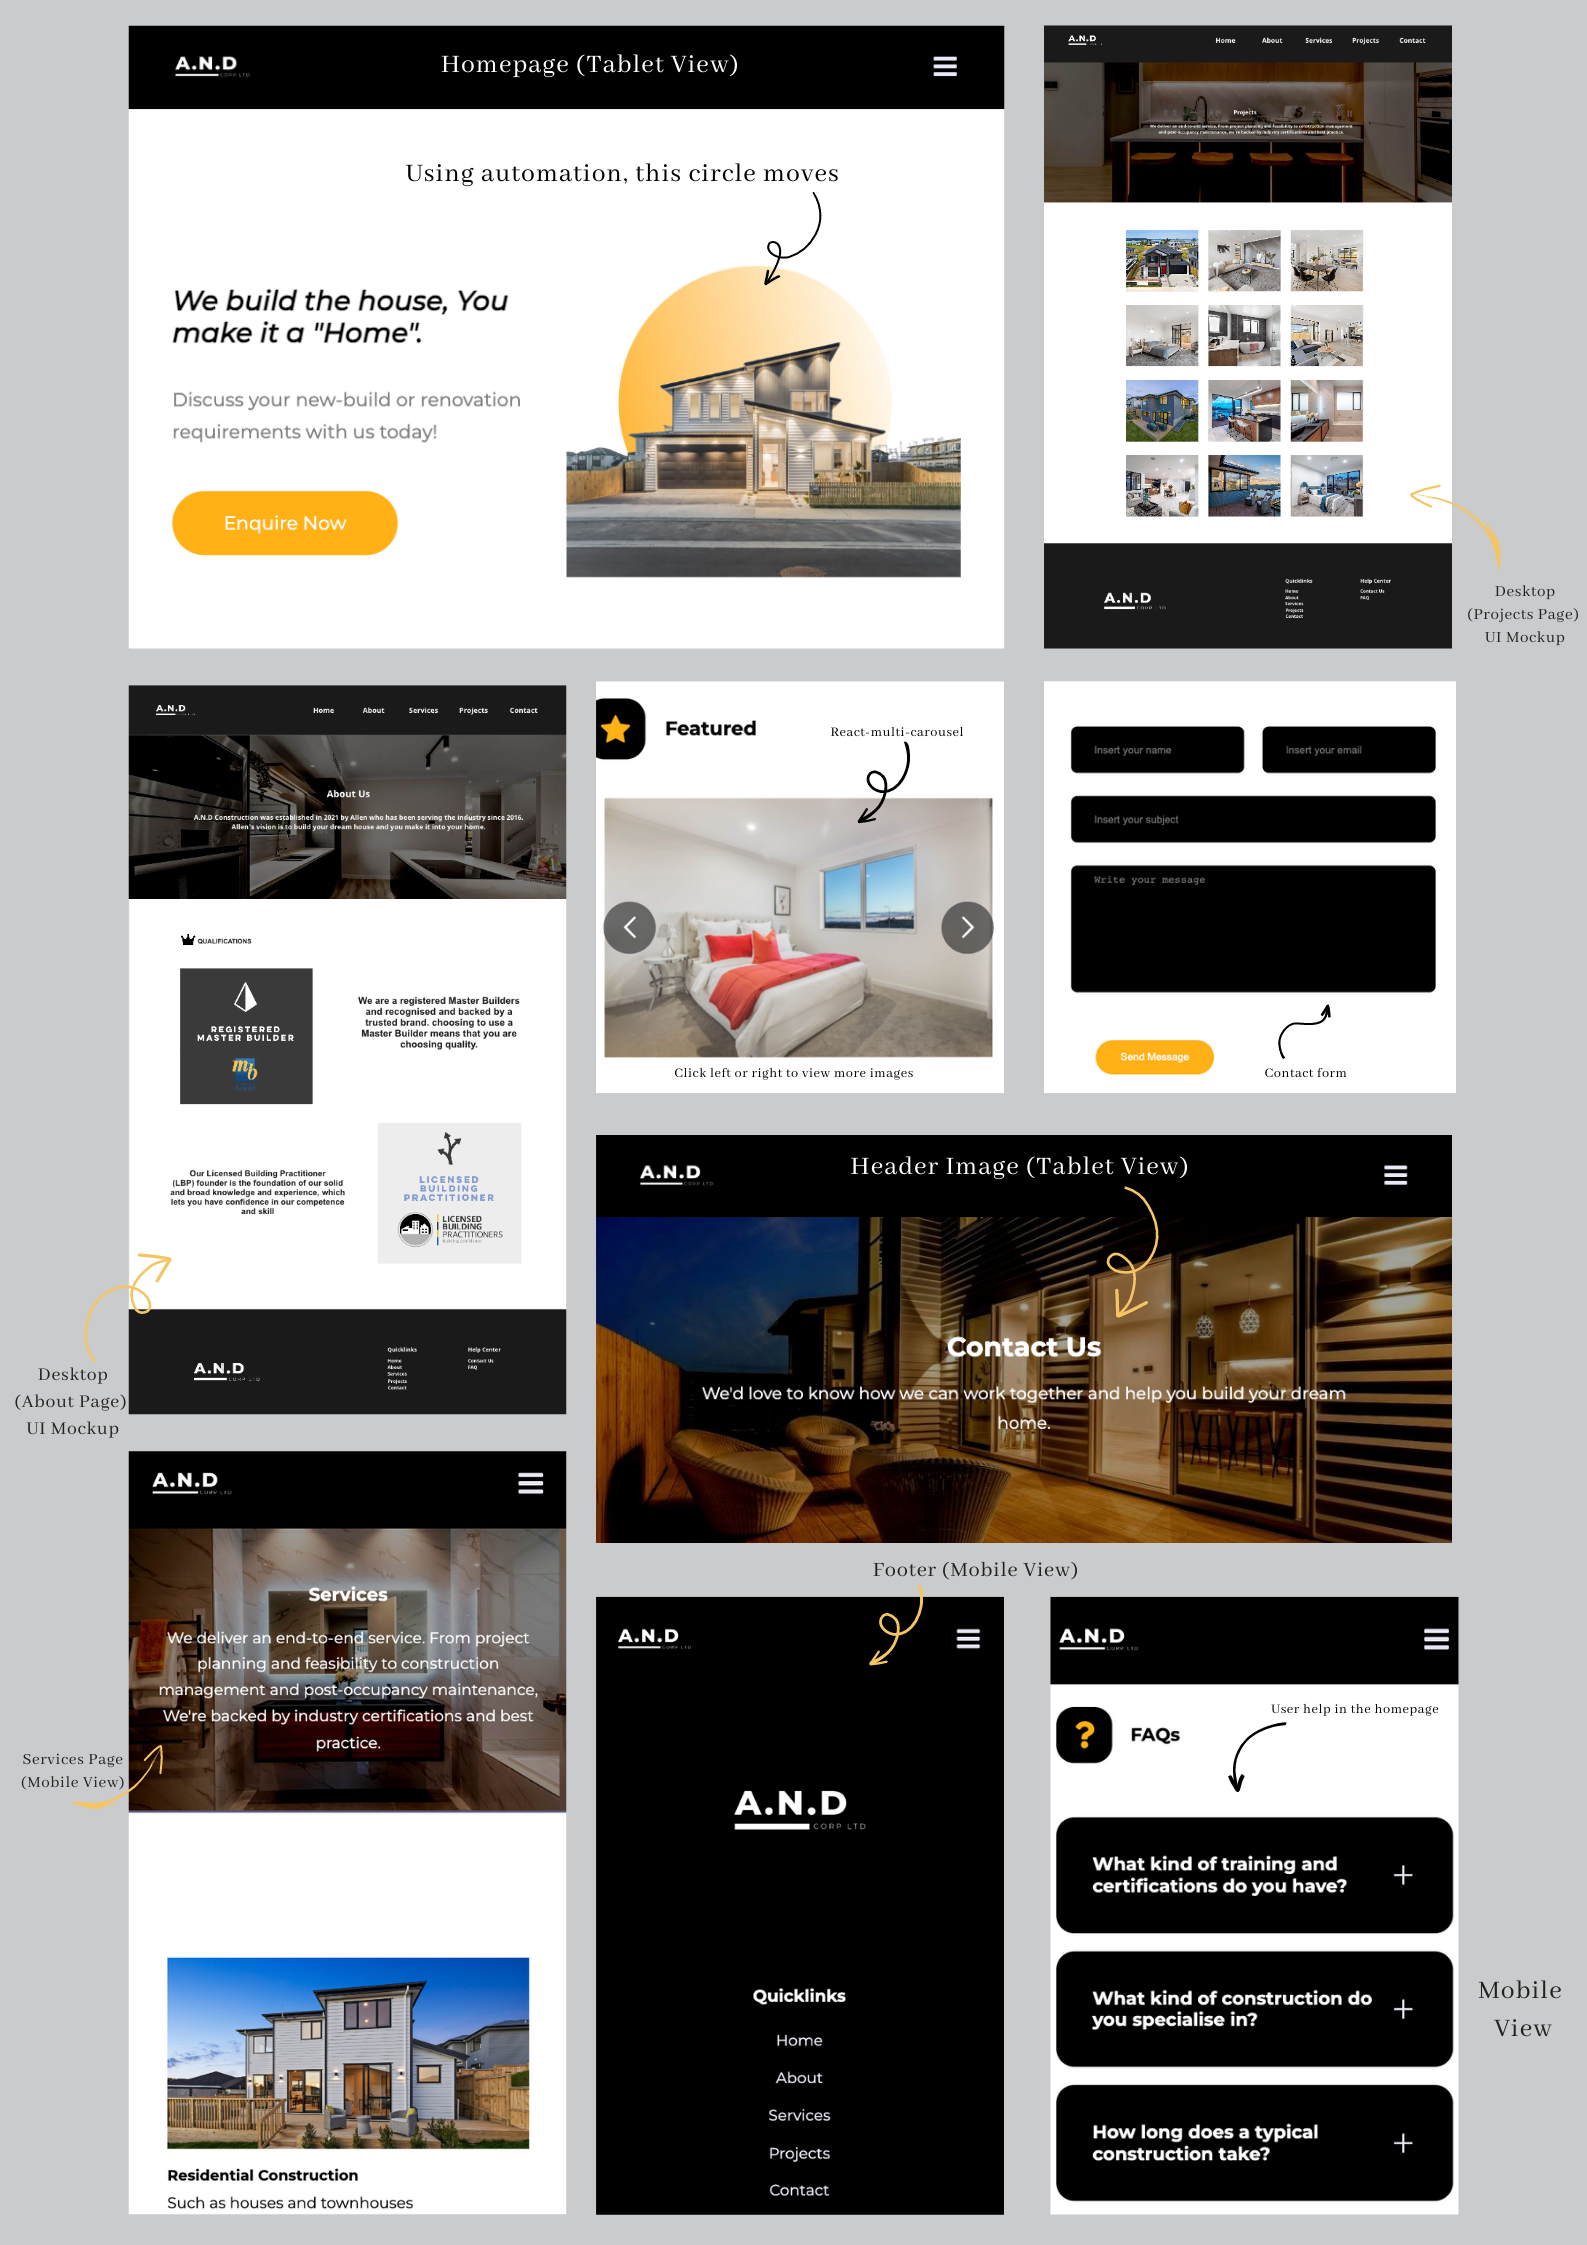 A.N.D
CORP LTD
Homepage (Tablet View)
Using automation, this circle moves
We build the house, You
make it a "Home".
Discuss your new-build or renovation
requirements with us today!
Enquire Now
A.N.D
Home About Services Projects Contact
Projects
We deliver an end-to-end service. From project planning and feasibility to construction management
and post-occupancy maintenance, We're backed by industry certifications and best practice.
A.N.D
CORP LTD
Quicklinks
Home
About
Services
Projects
Contact
Help Center
Contact Us
FAQ
Desktop
(Projects Page)
UI Mockup
A.N.D
Home About Services Projects Contact
About Us
A.N.D Construction was established in 2021 by Allen who has been serving the industry since 2016.
Allen's vision is to build your dream house and you make it into your home.
QUALIFICATIONS
REGISTERED
MASTER BUILDER
mb
We are a registered Master Builders
and recognised and backed by a
trusted brand. choosing to use a
Master Builder means that you are
choosing quality.
Our Licensed Building Practitioner
(LBP) founder is the foundation of our solid
and broad knowledge and experience, which
lets you have confidence in our competence
and skill
LICENSED
BUILDING
PRACTITIONER
LICENSED
BUILDING
PRACTITIONERS
Building confidence
A.N.D
CORP LTD
Quicklinks
Home
About
Services
Projects
Contact
Help Center
Contact Us
FAQ
Desktop
(About Page)
UI Mockup
Featured
React-multi-carousel
Click left or right to view more images
Insert your name
Insert your email
Insert your subject
Write your message
Send Message
Contact form
A.N.D
CORP LTD
Header Image (Tablet View)
Contact Us
We'd love to know how we can work together and help you build your dream
home.
A.N.D
CORP LTD
Services
We deliver an end-to-end service. From project
planning and feasibility to construction
management and post-occupancy maintenance,
We're backed by industry certifications and best
practice.
Services Page
(Mobile View)
Residential Construction
Such as houses and townhouses
Footer (Mobile View)
A.N.D
CORP LTD
A.N.D
CORP LTD
Quicklinks
Home
About
Services
Projects
Contact
A.N.D
CORP LTD
User help in the homepage
? FAQs
What kind of training and
certifications do you have?
What kind of construction do
you specialise in?
How long does a typical
construction take?
Mobile
View